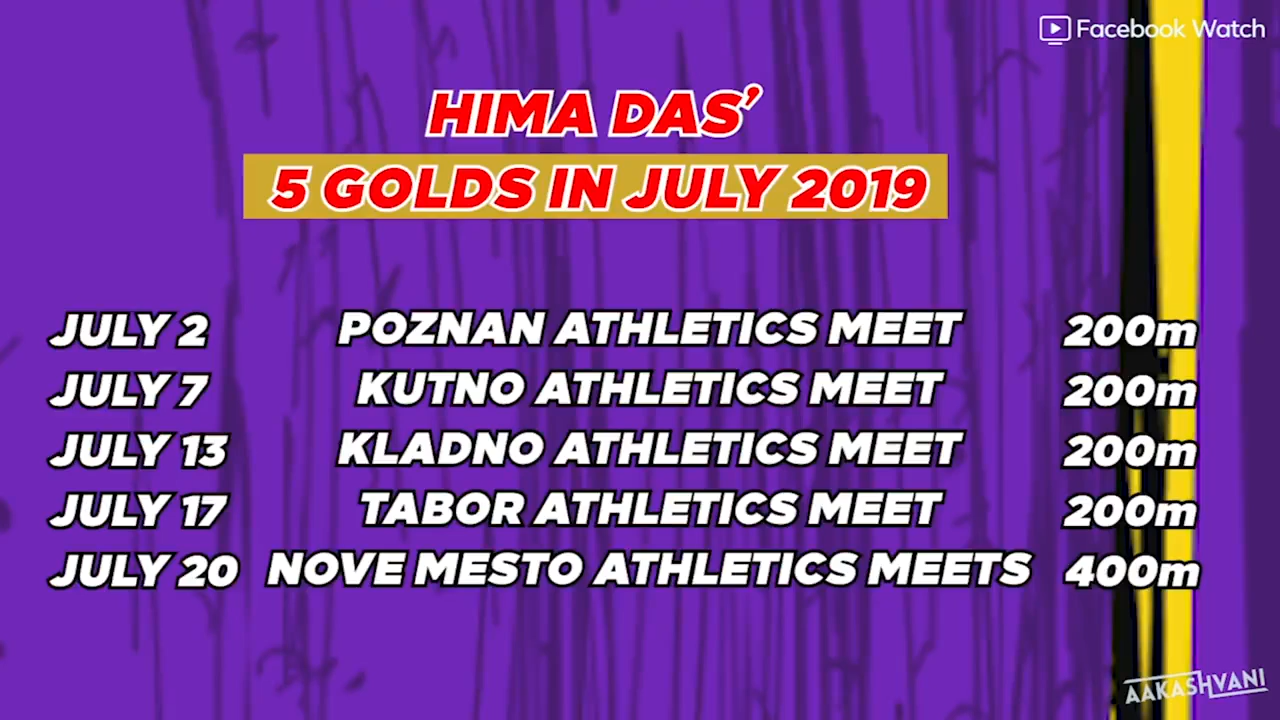 Facebook Watch
HIMA DAS’
5 GOLDS IN JULY 2019
JULY 2 POZNAN ATHLETICS MEET 200m
JULY 7 KUTNO ATHLETICS MEET 200m
JULY 13 KLADNO ATHLETICS MEET 200m
JULY 17 TABOR ATHLETICS MEET 200m
JULY 20 NOVE MESTO ATHLETICS MEETS 400m
AAKASHVANI